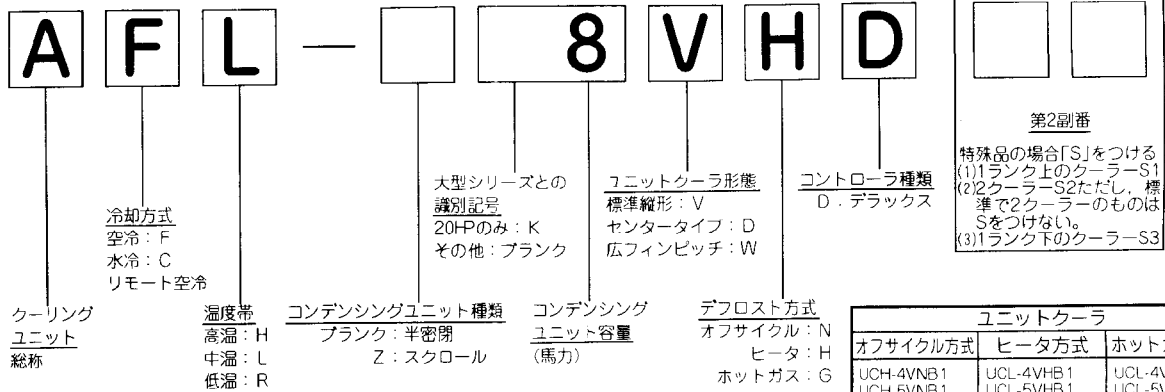 A F L — 8 V H D
第2副番
特殊品の場合「S」をつける
(1)1ランク上のクーラーS1
(2)2クーラーS2ただし,標
準で2クーラーのものは
Sをつけない。
(3)1ランク下のクーラーS3
大型シリーズとの
識別記号
20HPのみ:K
その他:ブランク
ユニットクーラ形態
標準縦形:V
センタータイプ:D
広フィンピッチ:W
コントローラ種類
D.デラックス
冷却方式
空冷:F
水冷:C
リモート空冷
クーリング
ユニット
総称
温度帯
高温:H
中温:L
低温:R
コンデンシングユニット種類
ブランク:半密閉
Z:スクロール
コンデンシング
ユニット容量
(馬力)
デフロスト方式
オフサイクル:N
ヒータ:H
ホットガス:G
ユニットクーラ
オフサイクル方式 ヒータ方式 ホット
UCH-4VNB1 UCL-4VHB1 UCL-4V
UCH-5VNB1 UCL-5VHB1 UCL-5V